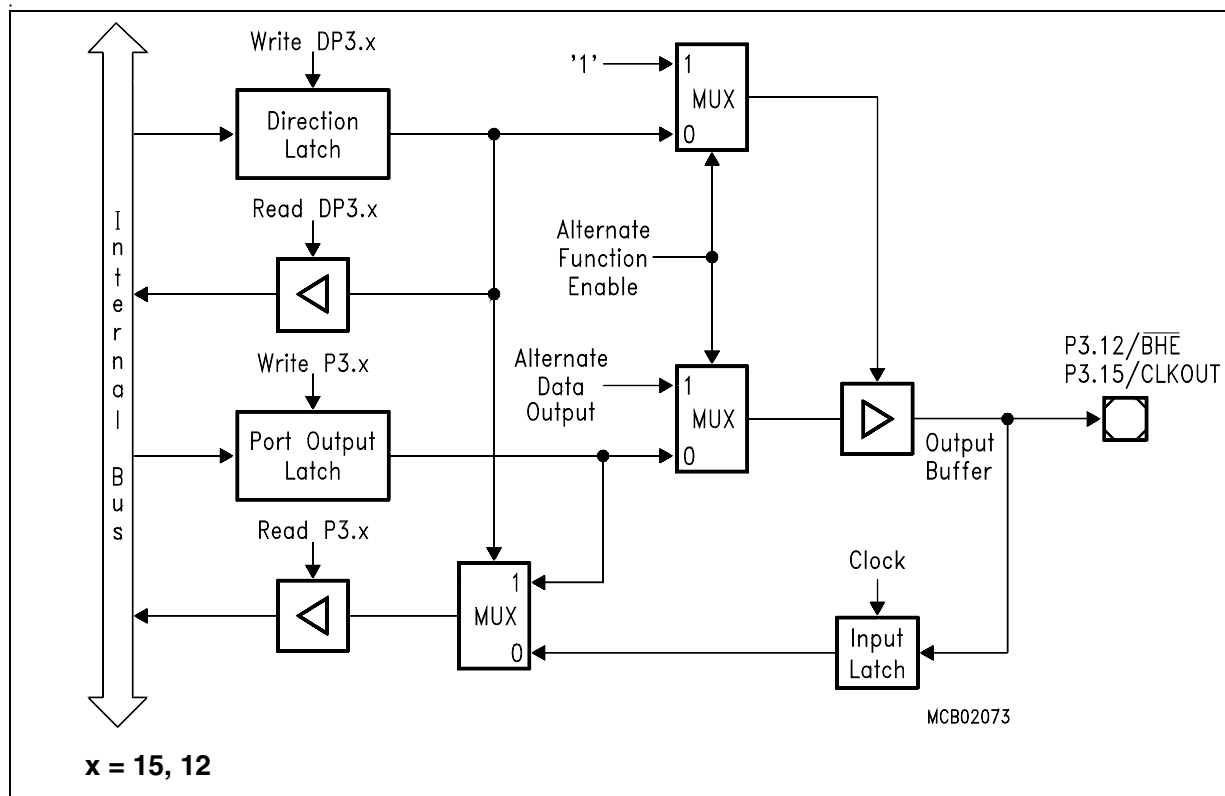 Write DP3.x
'1'
1
MUX
0
Direction
Latch
Read DP3.x
Internal Bus
Alternate
Function
Enable
Write P3.x
Alternate
Data
Output
1
MUX
0
P3.12/B̅H̅E̅
P3.15/CLKOUT
Port Output
Latch
Output
Buffer
Read P3.x
1
MUX
0
Clock
Input
Latch
MCB02073
x = 15, 12